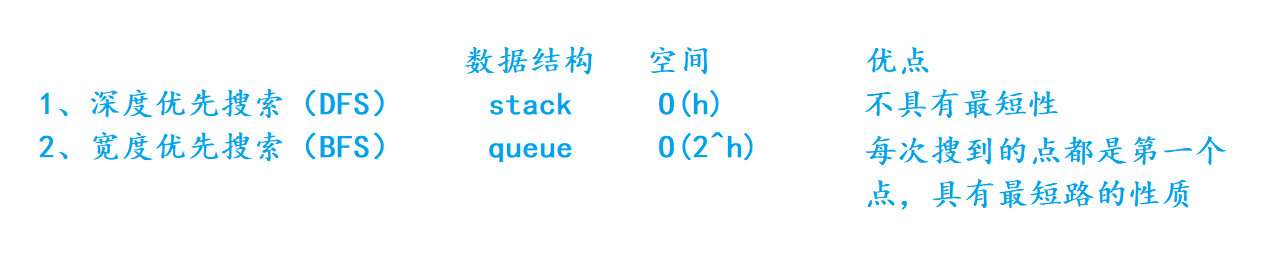 数据结构 空间 优点
1、深度优先搜索（DFS） stack O(h) 不具有最短性
2、宽度优先搜索（BFS） queue O(2^h) 每次搜到的点都是第一个
点，具有最短路的性质